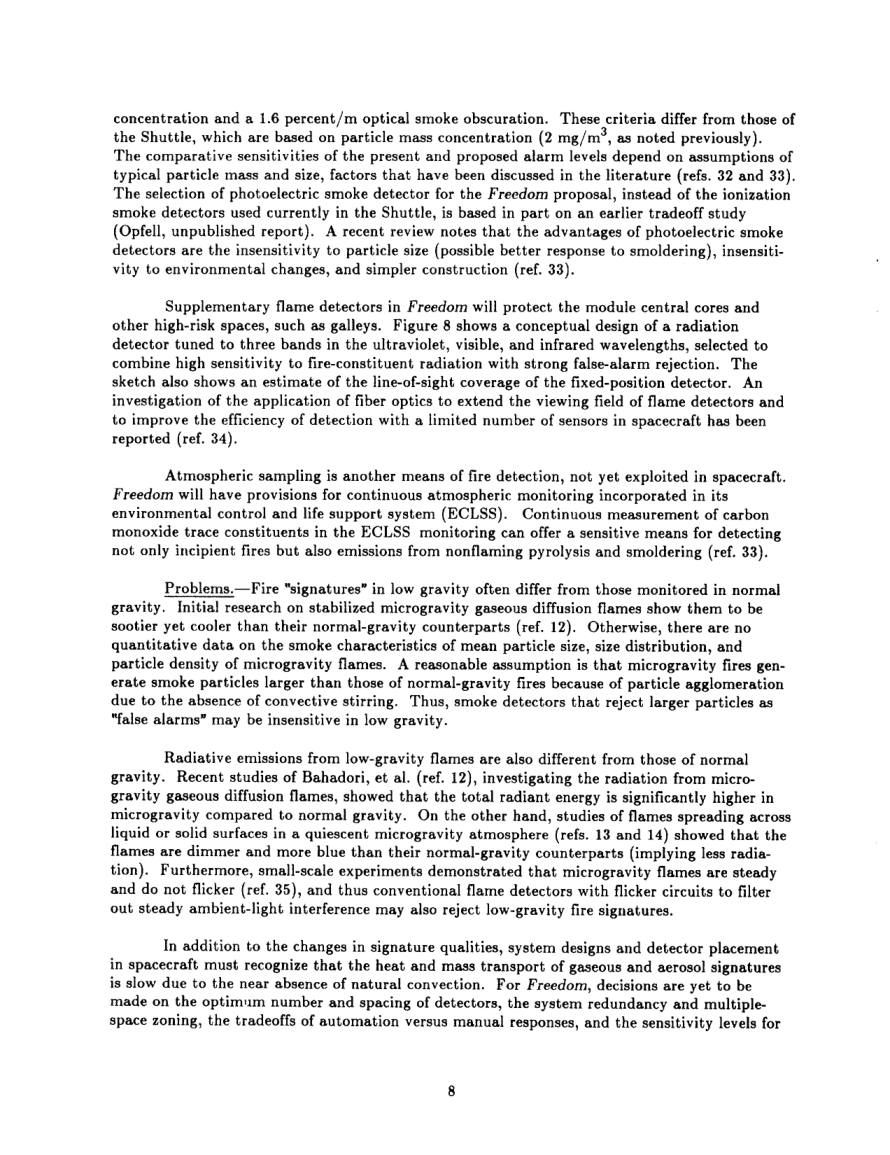 concentration and a 1.6 percent/m optical smoke obscuration. These criteria differ from those of
the Shuttle, which are based on particle mass concentration (2 mg/m³, as noted previously).
The comparative sensitivities of the present and proposed alarm levels depend on assumptions of
typical particle mass and size, factors that have been discussed in the literature (refs. 32 and 33).
The selection of photoelectric smoke detector for the Freedom proposal, instead of the ionization
smoke detectors used currently in the Shuttle, is based in part on an earlier tradeoff study
(Opfell, unpublished report). A recent review notes that the advantages of photoelectric smoke
detectors are the insensitivity to particle size (possible better response to smoldering), insensiti-
vity to environmental changes, and simpler construction (ref. 33).
Supplementary flame detectors in Freedom will protect the module central cores and
other high-risk spaces, such as galleys. Figure 8 shows a conceptual design of a radiation
detector tuned to three bands in the ultraviolet, visible, and infrared wavelengths, selected to
combine high sensitivity to fire-constituent radiation with strong false-alarm rejection. The
sketch also shows an estimate of the line-of-sight coverage of the fixed-position detector. An
investigation of the application of fiber optics to extend the viewing field of flame detectors and
to improve the efficiency of detection with a limited number of sensors in spacecraft has been
reported (ref. 34).
Atmospheric sampling is another means of fire detection, not yet exploited in spacecraft.
Freedom will have provisions for continuous atmospheric monitoring incorporated in its
environmental control and life support system (ECLSS). Continuous measurement of carbon
monoxide trace constituents in the ECLSS monitoring can offer a sensitive means for detecting
not only incipient fires but also emissions from nonflaming pyrolysis and smoldering (ref. 33).
Problems.—Fire "signatures" in low gravity often differ from those monitored in normal
gravity. Initial research on stabilized microgravity gaseous diffusion flames show them to be
sootier yet cooler than their normal-gravity counterparts (ref. 12). Otherwise, there are no
quantitative data on the smoke characteristics of mean particle size, size distribution, and
particle density of microgravity flames. A reasonable assumption is that microgravity fires gen-
erate smoke particles larger than those of normal-gravity fires because of particle agglomeration
due to the absence of convective stirring. Thus, smoke detectors that reject larger particles as
"false alarms" may be insensitive in low gravity.
Radiative emissions from low-gravity flames are also different from those of normal
gravity. Recent studies of Bahadori, et al. (ref. 12), investigating the radiation from micro-
gravity gaseous diffusion flames, showed that the total radiant energy is significantly higher in
microgravity compared to normal gravity. On the other hand, studies of flames spreading across
liquid or solid surfaces in a quiescent microgravity atmosphere (refs. 13 and 14) showed that the
flames are dimmer and more blue than their normal-gravity counterparts (implying less radia-
tion). Furthermore, small-scale experiments demonstrated that microgravity flames are steady
and do not flicker (ref. 35), and thus conventional flame detectors with flicker circuits to filter
out steady ambient-light interference may also reject low-gravity fire signatures.
In addition to the changes in signature qualities, system designs and detector placement
in spacecraft must recognize that the heat and mass transport of gaseous and aerosol signatures
is slow due to the near absence of natural convection. For Freedom, decisions are yet to be
made on the optimum number and spacing of detectors, the system redundancy and multiple-
space zoning, the tradeoffs of automation versus manual responses, and the sensitivity levels for
8